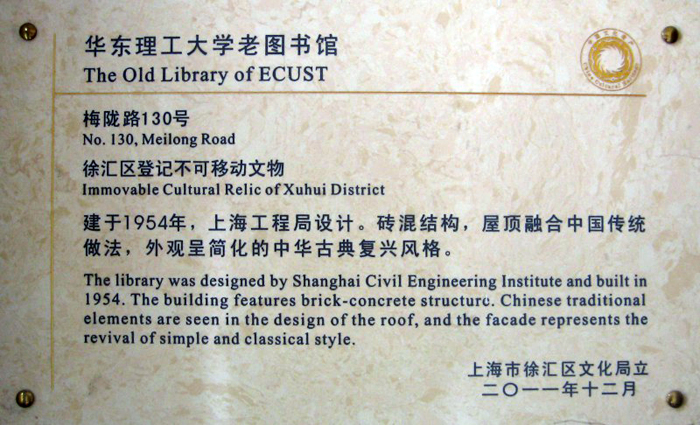 华东理工大学老图书馆
The Old Library of ECUST
梅陇路130号
No. 130, Meilong Road
徐汇区登记不可移动文物
Immovable Cultural Relic of Xuhui District
建于1954年，上海工程局设计。砖混结构，屋顶融合中国传统
做法，外观呈简化的中华古典复兴风格。
The library was designed by Shanghai Civil Engineering Institute and built in
1954. The building features brick-concrete structure. Chinese traditional
elements are seen in the design of the roof, and the facade represents the
revival of simple and classical style.
上海市徐汇区文化局立
二〇一一年十二月